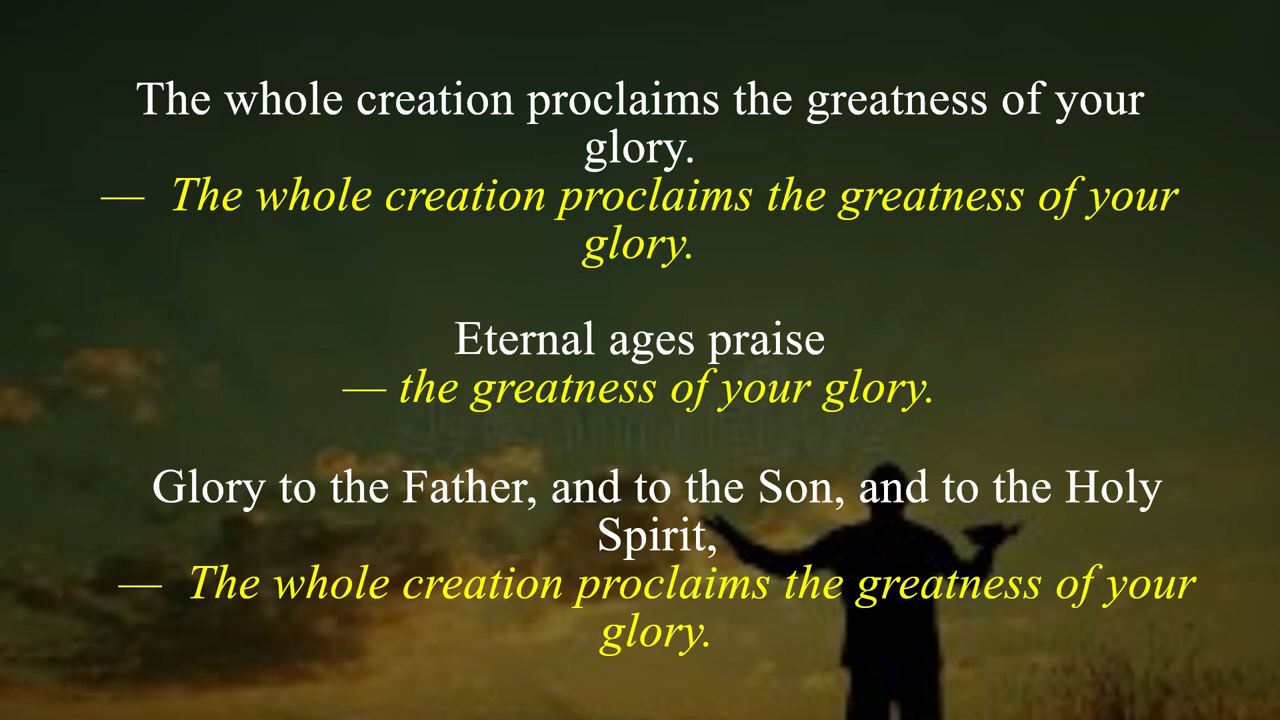 The whole creation proclaims the greatness of your
glory.
— The whole creation proclaims the greatness of your
glory.
Eternal ages praise
— the greatness of your glory.
Glory to the Father, and to the Son, and to the Holy
Spirit,
— The whole creation proclaims the greatness of your
glory.